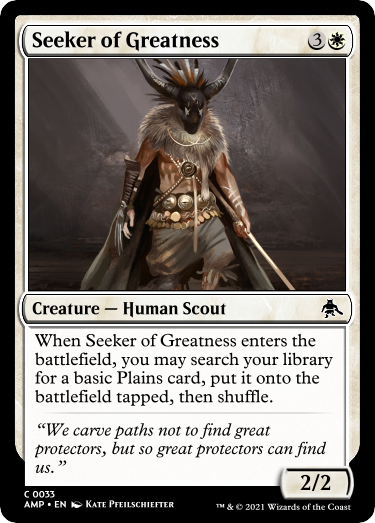 Seeker of Greatness 3
Creature — Human Scout
When Seeker of Greatness enters the
battlefield, you may search your library
for a basic Plains card, put it onto the
battlefield tapped, then shuffle.
“We carve paths not to find great
protectors, but so great protectors can find
us.”
2/2
C 0033
AMP • EN Kate Pfeilschiefter
™ & © 2021 Wizards of the Coast